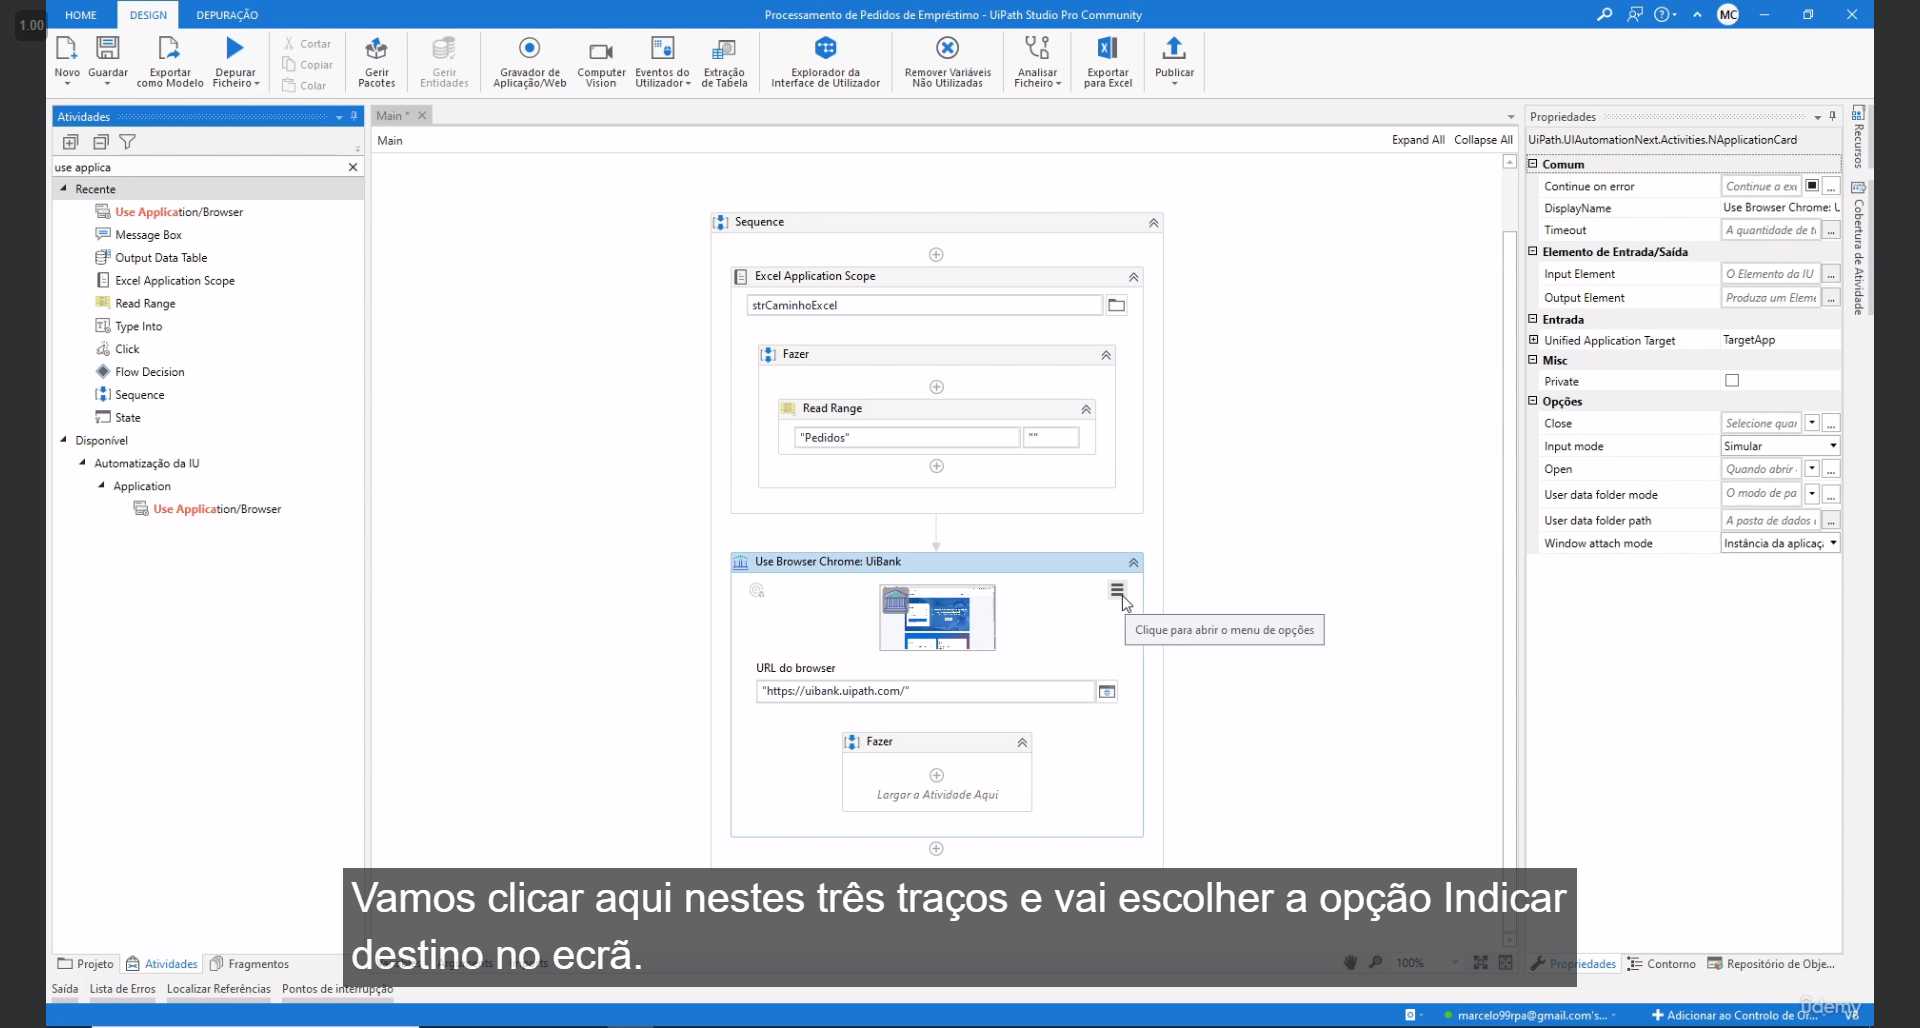 1.00
HOME DESIGN DEPURAÇÃO Processamento de Pedidos de Empréstimo - UiPath Studio Pro Community MC
Novo Guardar Exportar como Modelo Depurar Ficheiro Cortar Copiar Colar Gerir Pacotes Gerir Entidades Gravador de Aplicação/Web Computer Vision Eventos do Utilizador Extração de Tabela Explorador da Interface de Utilizador Remover Variáveis Não Utilizadas Analisar Ficheiro Exportar para Excel Publicar
Atividades
use applica
Recente
Use Application/Browser
Message Box
Output Data Table
Excel Application Scope
Read Range
Type Into
Click
Flow Decision
Sequence
State
Disponível
Automatização da IU
Application
Use Application/Browser
Main *
Main Expand All Collapse All
Sequence
Excel Application Scope
strCaminhoExcel
Fazer
Read Range
"Pedidos" ""
Use Browser Chrome: UiBank
Clique para abrir o menu de opções
URL do browser
"https://uibank.uipath.com/"
Fazer
Largar a Atividade Aqui
Propriedades
UiPath.UIAutomationNext.Activities.NApplicationCard
Comum
Continue on error Continue a exe ...
DisplayName Use Browser Chrome: U
Timeout A quantidade de t ...
Elemento de Entrada/Saída
Input Element O Elemento da IU ...
Output Element Produza um Eleme ...
Entrada
Unified Application Target TargetApp
Misc
Private
Opções
Close Selecione quar ...
Input mode Simular
Open Quando abrir ...
User data folder mode O modo de pa ...
User data folder path A pasta de dados ...
Window attach mode Instância da aplicaç
Recursos
Cobertura de Atividade
Vamos clicar aqui nestes três traços e vai escolher a opção Indicar
destino no ecrã.
Projeto Atividades Fragmentos 100% Propriedades Contorno Repositório de Obje...
Saída Lista de Erros Localizar Referências Pontos de interrupção
marcelo99rpa@gmail.com's... Adicionar ao Controlo de Or... VB
ûdemy